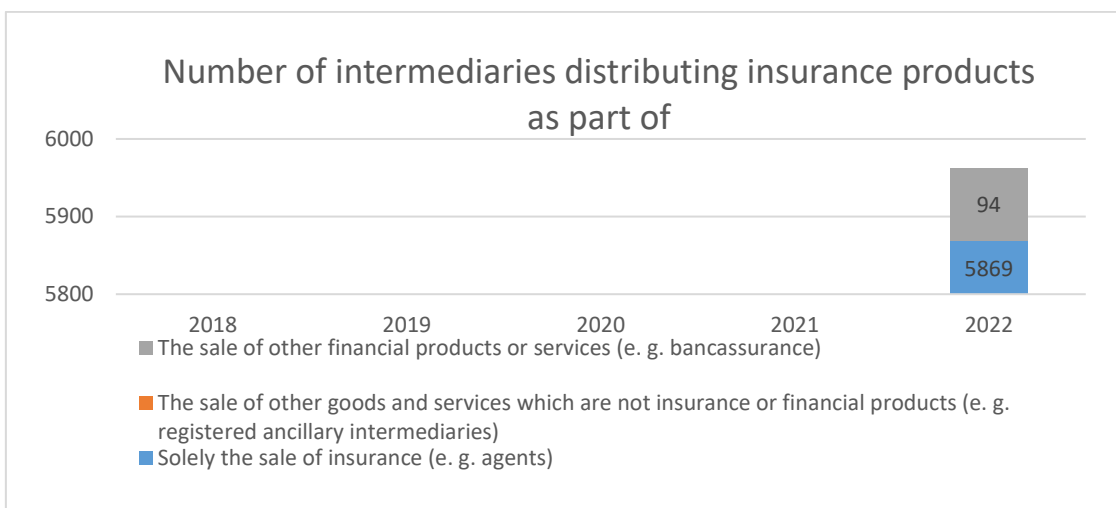 Number of intermediaries distributing insurance products
as part of
6000
5900
5800
94
5869
2018 2019 2020 2021 2022
The sale of other financial products or services (e. g. bancassurance)
The sale of other goods and services which are not insurance or financial products (e. g.
registered ancillary intermediaries)
Solely the sale of insurance (e. g. agents)